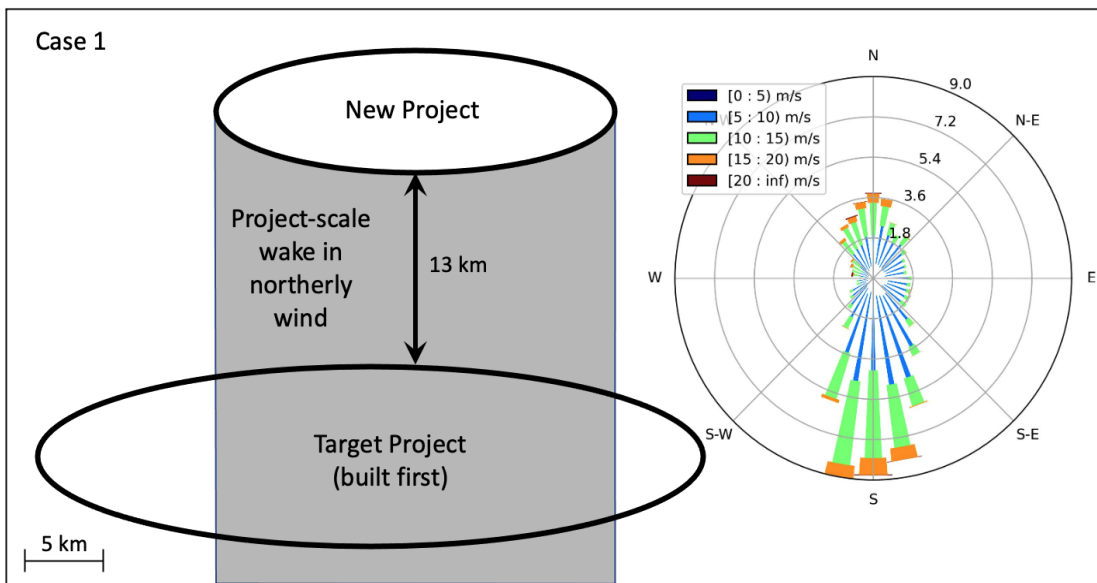 Case 1
New Project
Project-scale
wake in
northerly
wind
13 km
Target Project
(built first)
5 km
[0 : 5) m/s
[5 : 10) m/s
[10 : 15) m/s
[15 : 20) m/s
[20 : inf) m/s
N
9.0
N-E
7.2
5.4
3.6
1.8
W
E
S-W
S-E
S